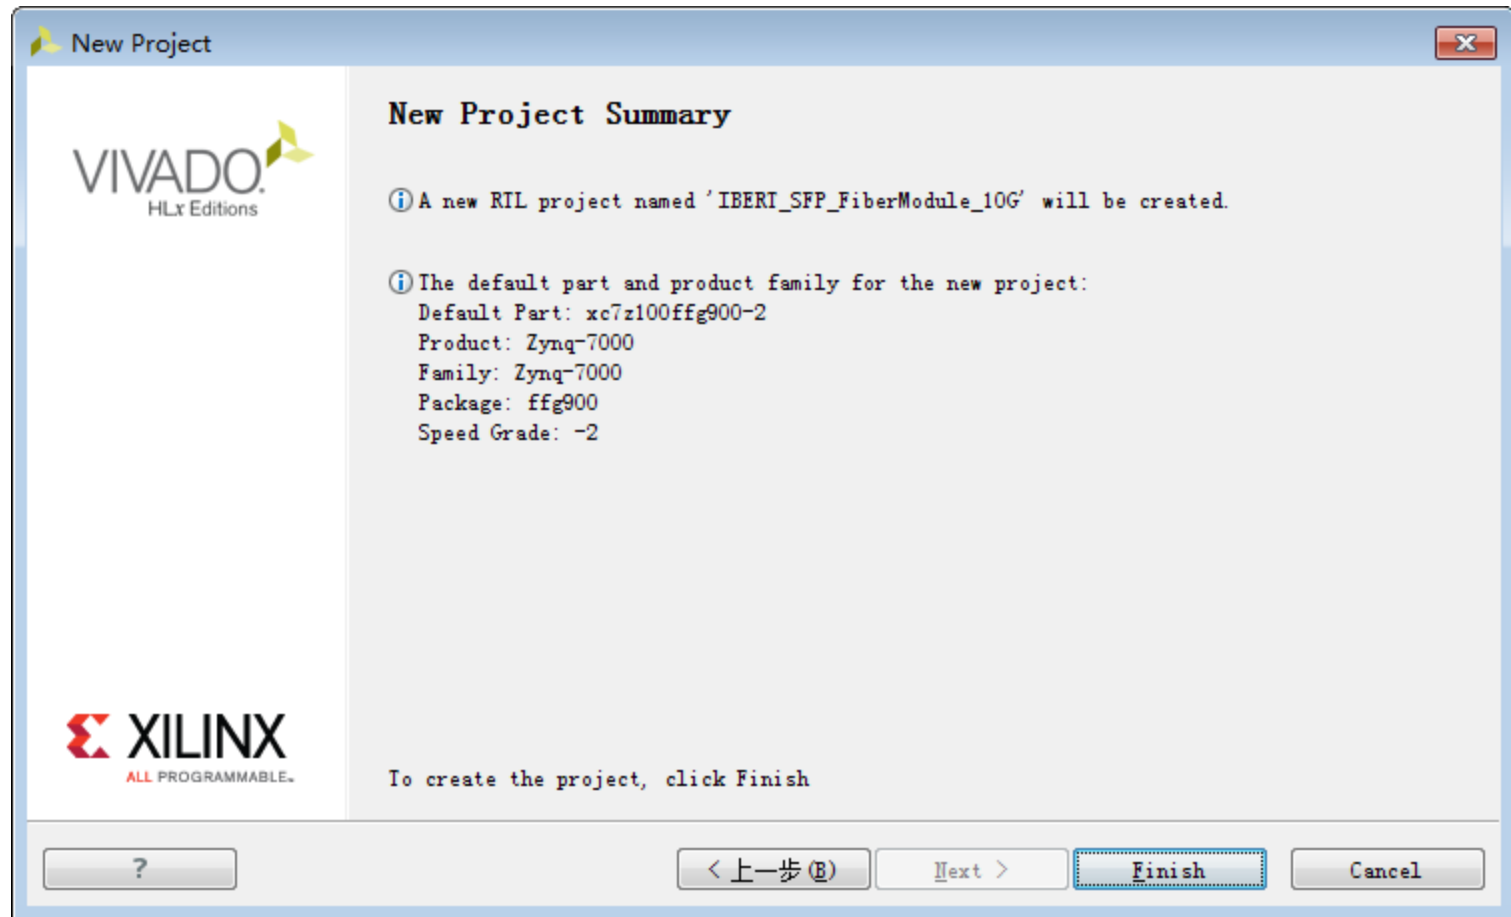 New Project
New Project Summary
VIVADO.
HLx Editions
A new RTL project named 'IBERT_SFP_FiberModule_10G' will be created.
The default part and product family for the new project:
Default Part: xc7z100ffg900-2
Product: Zynq-7000
Family: Zynq-7000
Package: ffg900
Speed Grade: -2
XILINX
ALL PROGRAMMABLE™
To create the project, click Finish
?
< 上一步(B)
Next >
Finish
Cancel